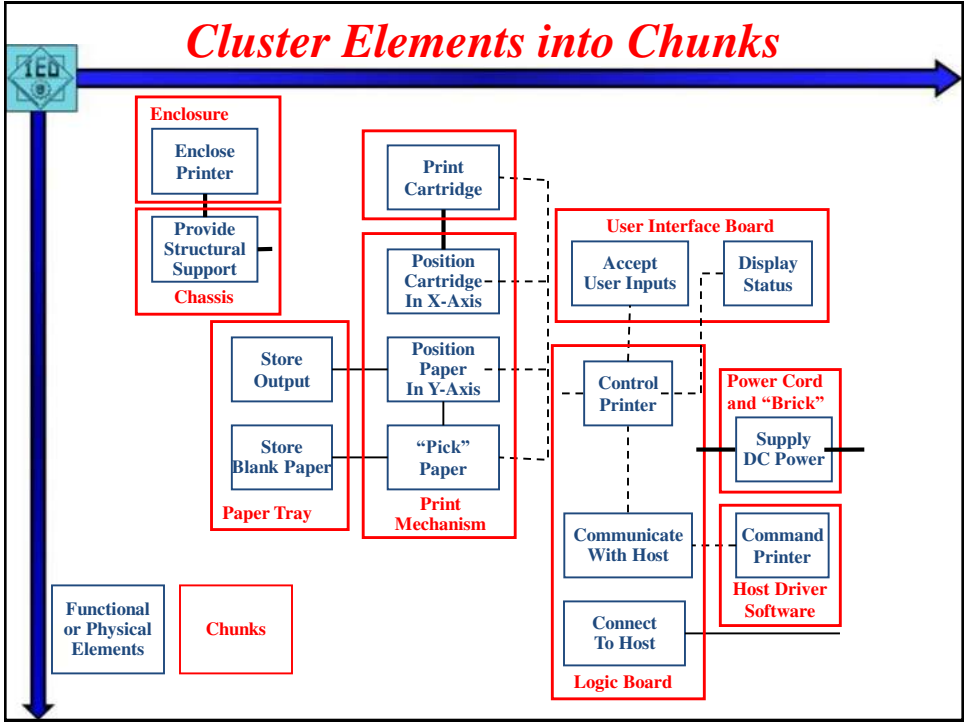 Cluster Elements into Chunks
IED
Enclosure
Enclose
Printer
Provide
Structural
Support
Chassis
Print
Cartridge
Position
Cartridge
In X-Axis
Position
Paper
In Y-Axis
“Pick”
Paper
Print
Mechanism
Store
Output
Store
Blank Paper
Paper Tray
User Interface Board
Accept
User Inputs
Display
Status
Control
Printer
Communicate
With Host
Connect
To Host
Logic Board
Power Cord
and “Brick”
Supply
DC Power
Command
Printer
Host Driver
Software
Functional
or Physical
Elements
Chunks